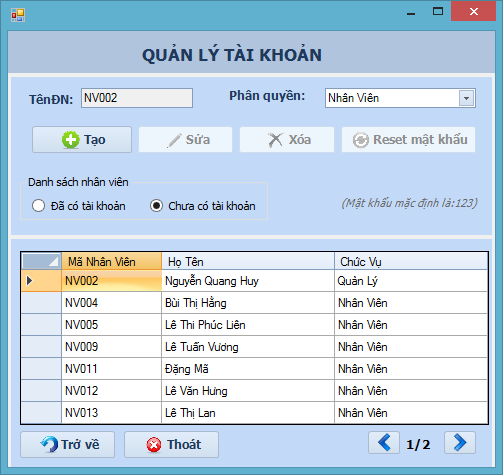 QUẢN LÝ TÀI KHOẢN
TênĐN: NV002 Phân quyền: Nhân Viên
Tạo Sửa Xóa Reset mật khẩu
Danh sách nhân viên
Đã có tài khoản Chưa có tài khoản (Mật khẩu mặc định là:123)
Mã Nhân Viên Họ Tên Chức Vụ
NV002 Nguyễn Quang Huy Quản Lý
NV004 Bùi Thị Hằng Nhân Viên
NV005 Lê Thi Phúc Liên Nhân Viên
NV009 Lê Tuấn Vương Nhân Viên
NV011 Đặng Mã Nhân Viên
NV012 Lê Văn Hưng Nhân Viên
NV013 Lê Thị Lan Nhân Viên
Trở về Thoát 1/2